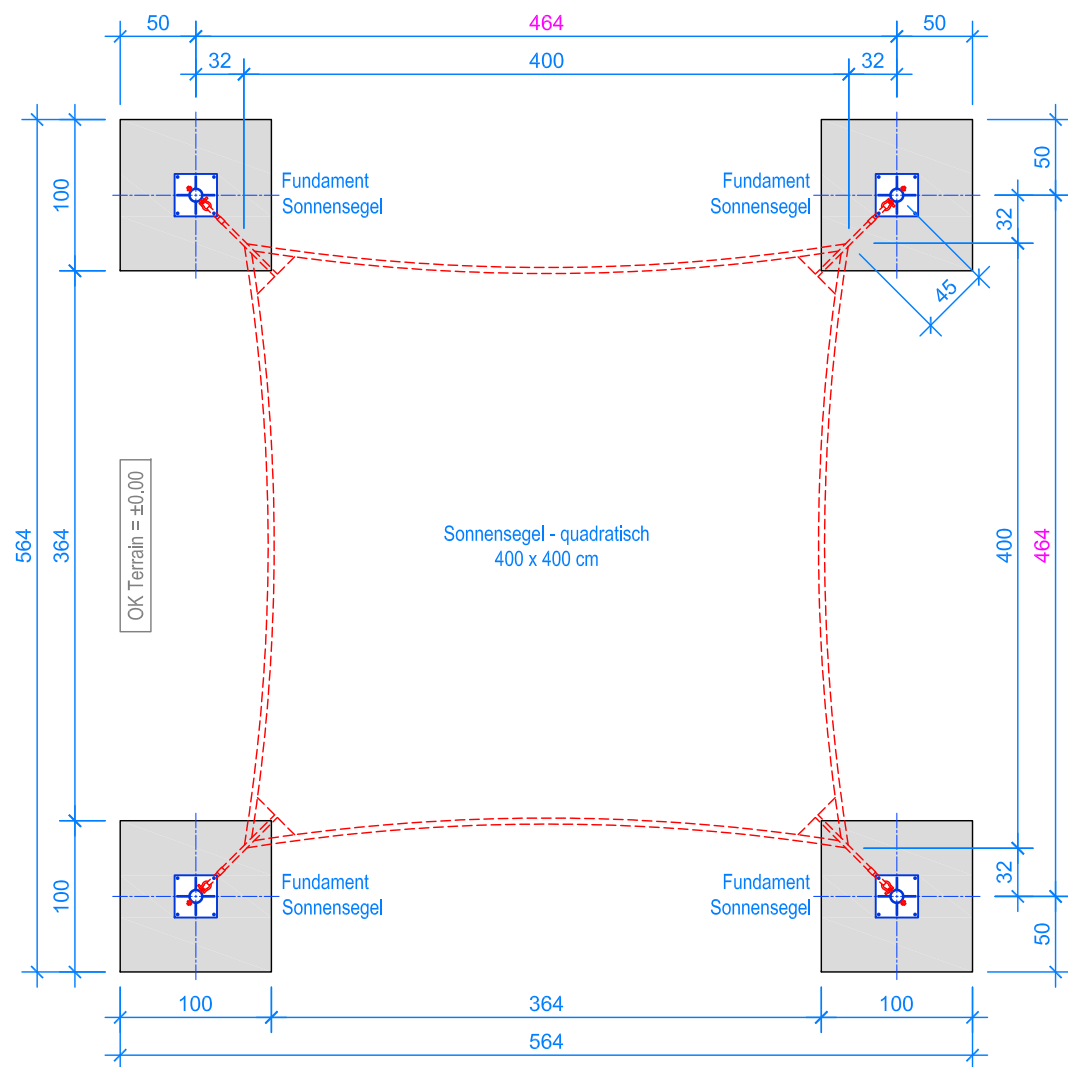 50
464
50
32
400
32
Fundament
Sonnensegel
Fundament
Sonnensegel
100
50
32
45
OK Terrain = ±0.00
564
364
Sonnensegel - quadratisch
400 x 400 cm
400
464
Fundament
Sonnensegel
Fundament
Sonnensegel
100
32
50
100
364
100
564